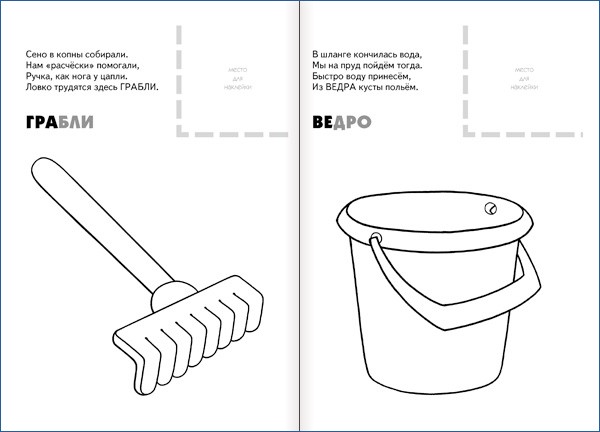 Сено в копны собирали.
Нам «расчёски» помогали,
Ручка, как нога у цапли.
Ловко трудятся здесь ГРАБЛИ.
место
для
наклейки
ГРАБЛИ
В шланге кончилась вода,
Мы на пруд пойдём тогда.
Быстро воду принесём,
Из ВЕДРА кусты польём.
место
для
наклейки
ВЕДРО